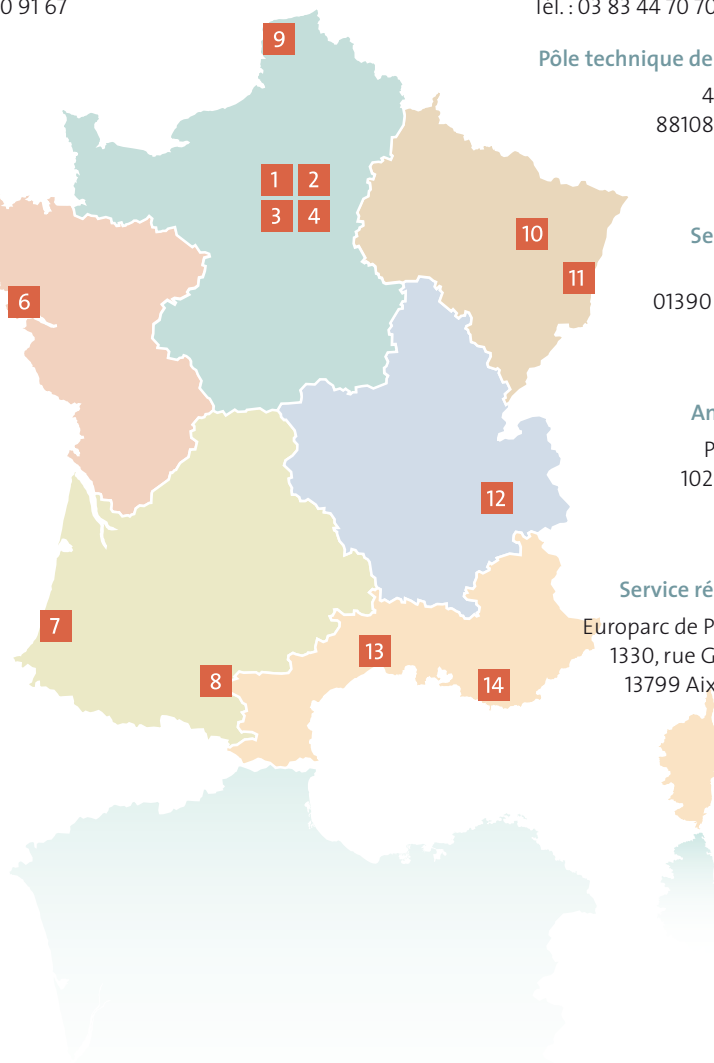 0 91 67
Tél. : 03 83 44 70 70
Pôle technique de
4
88108
9
1 2
3 4
10
Se
11
6
01390
An
P
102
12
Service ré
7
Europarc de P
13
1330, rue G
8
14
13799 Aix